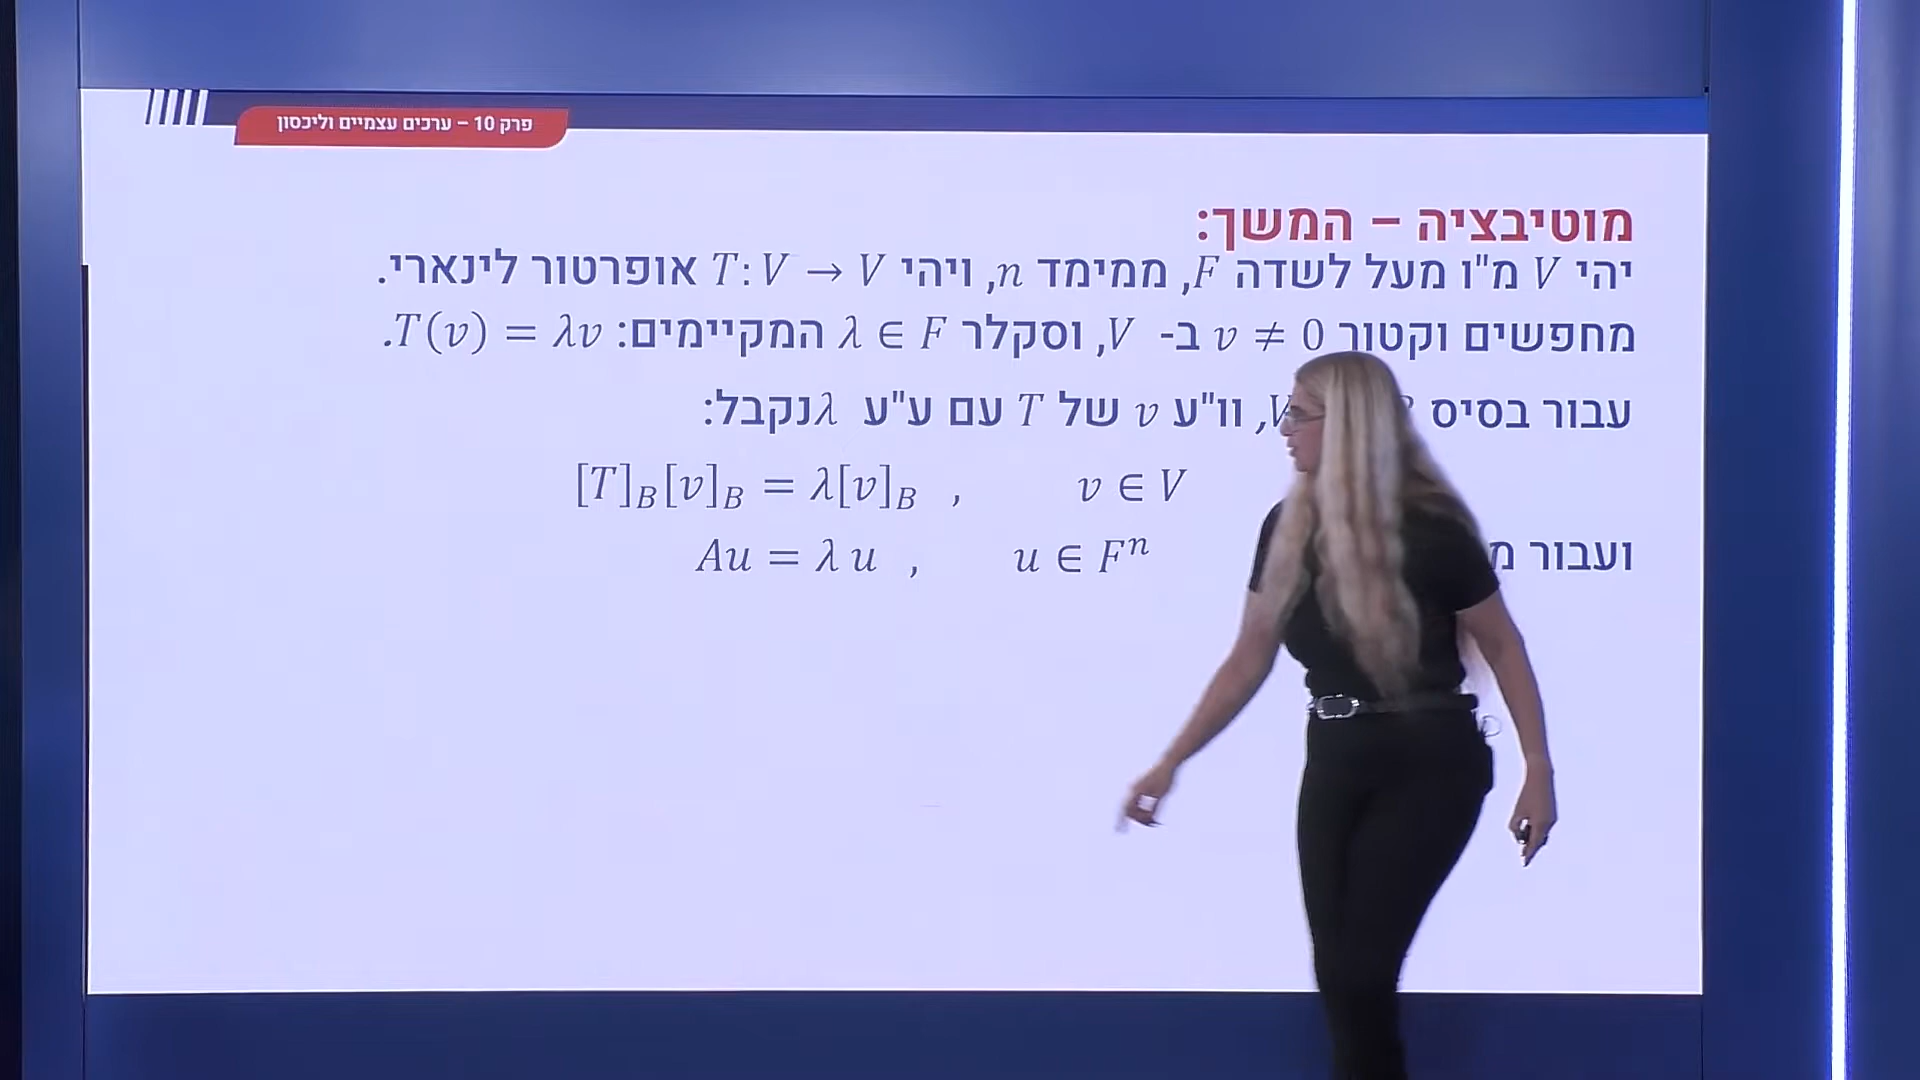 פרק 10 – ערכים עצמיים וליכסון
מוטיבציה – המשך:
יהי V מ"ו מעל לשדה F, ממימד n, ויהי T: V → V אופרטור לינארי.
מחפשים וקטור v ≠ 0 ב- V, וסקלר λ ∈ F המקיימים: T(v) = λv.
עבור בסיס V, וו"ע v של T עם ע"ע λ נקבל:
[T]_B[v]_B = λ[v]_B , v ∈ V
ועבור Au = λ u , u ∈ Fⁿ